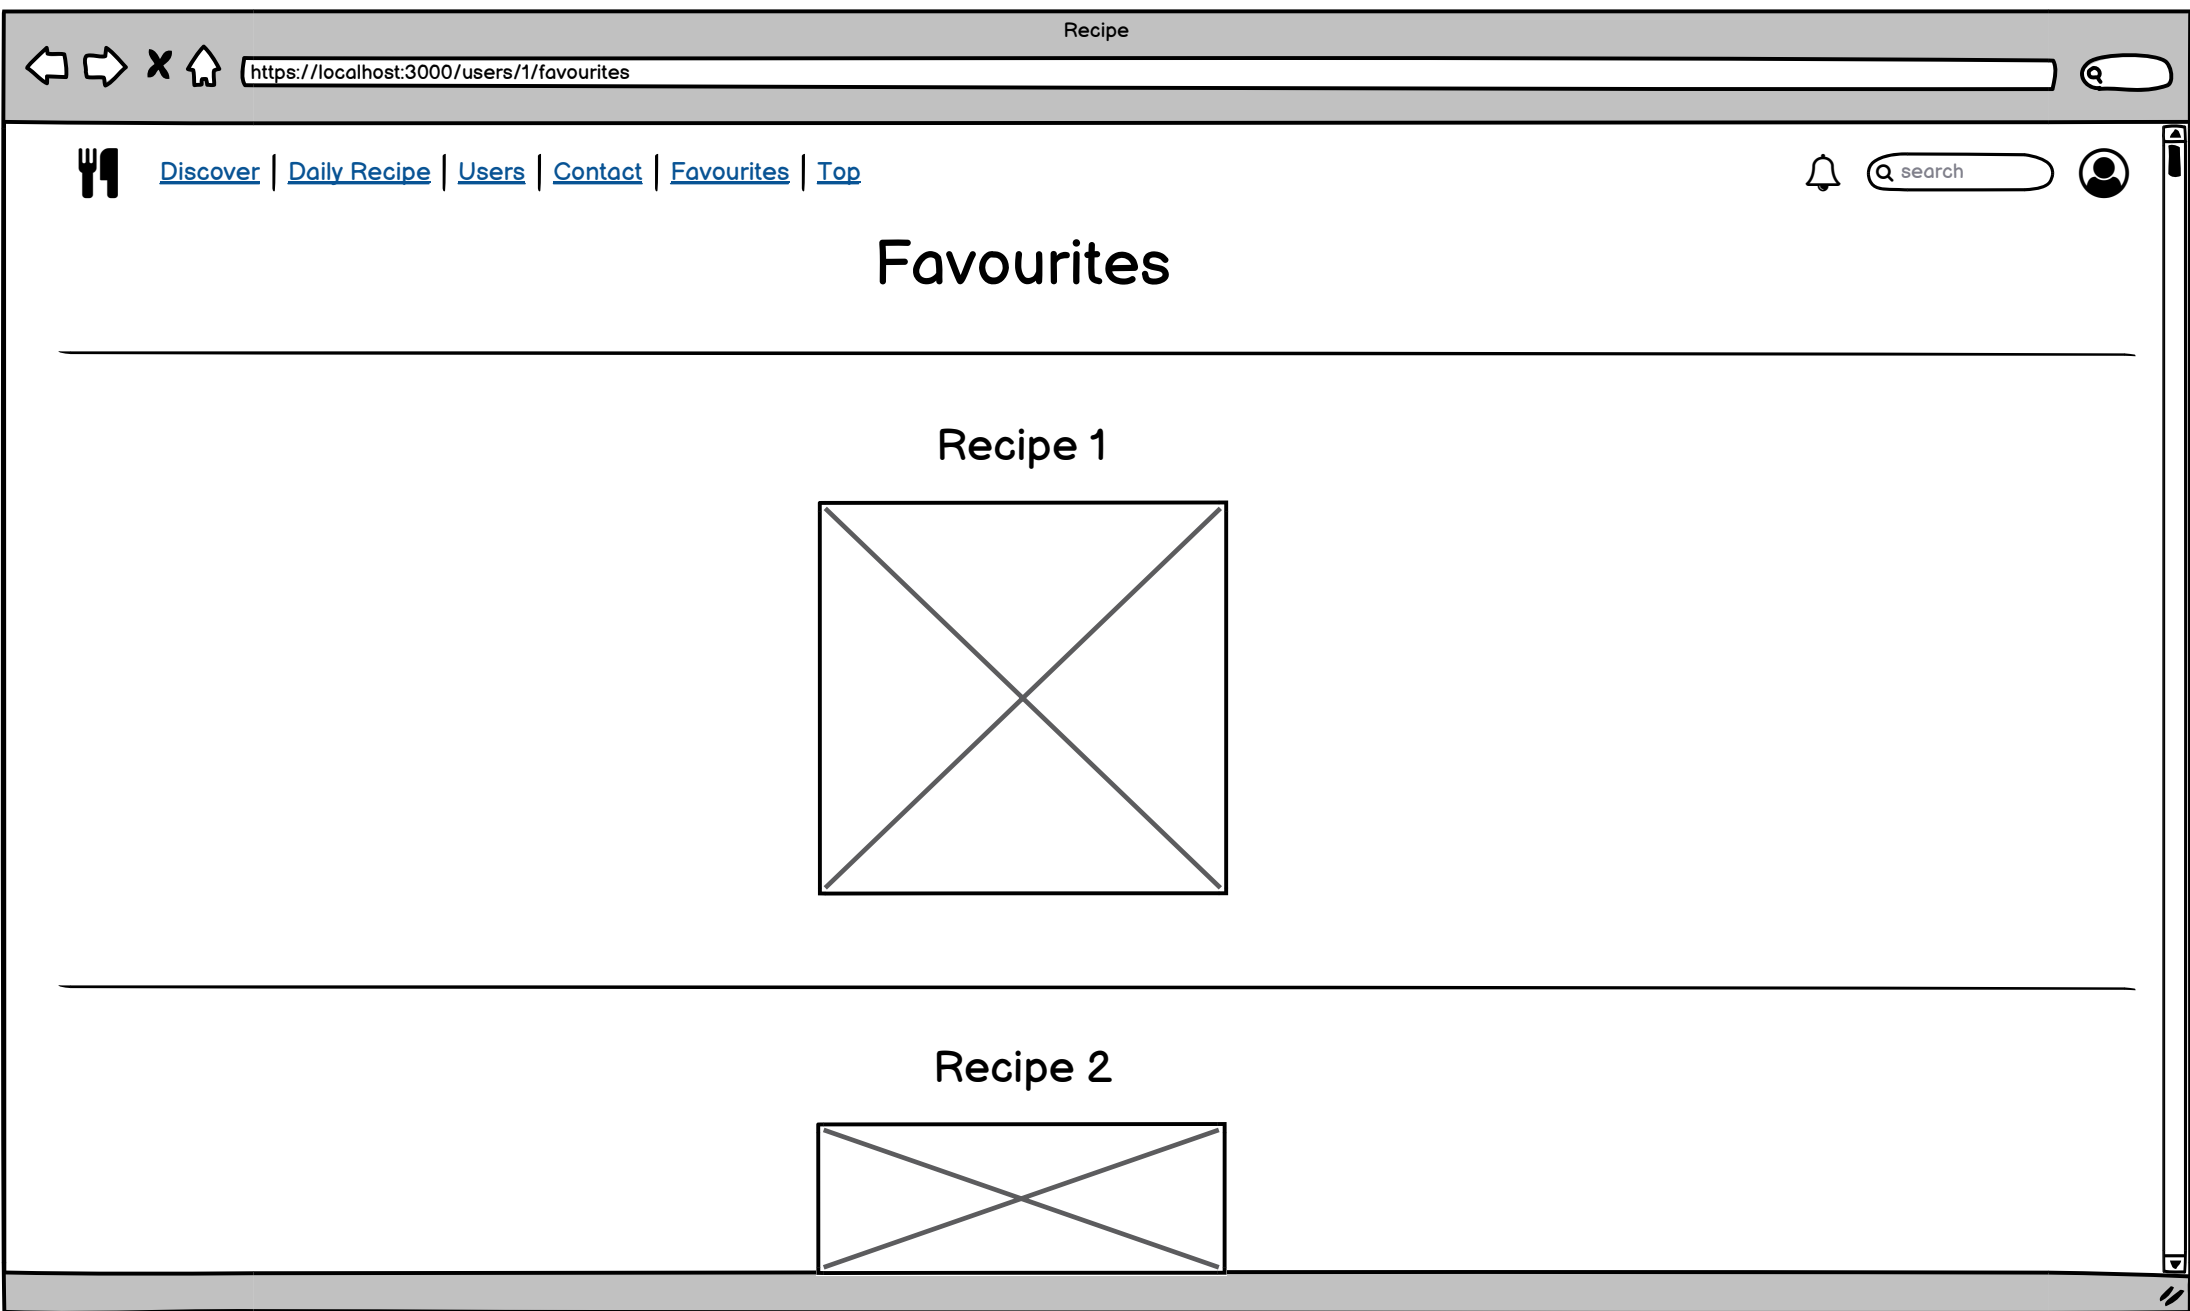 Recipe
https://localhost:3000/users/1/favourites
Discover Daily Recipe Users Contact Favourites Top search
Favourites
Recipe 1
Recipe 2